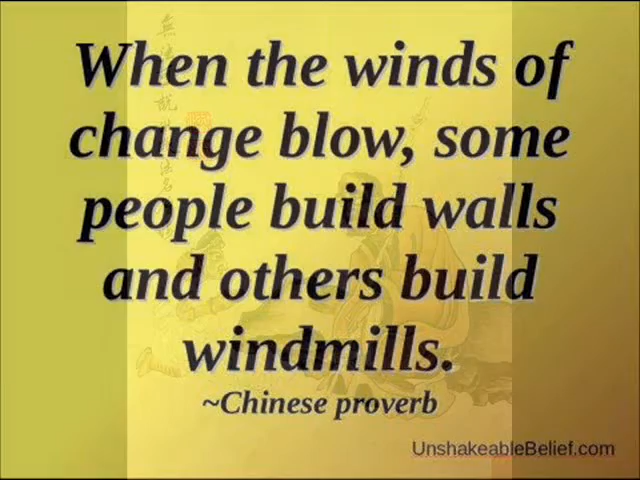 When the winds of
change blow, some
people build walls
and others build
windmills.
~Chinese proverb
UnshakeableBelief.com